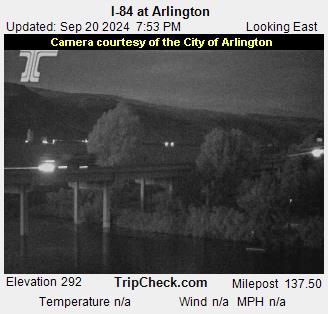 I-84 at Arlington
Updated: Sep 20 2024 7:53 PM Looking East
Camera courtesy of the City of Arlington
Elevation 292 TripCheck.com Milepost 137.50
Temperature n/a Wind n/a MPH n/a